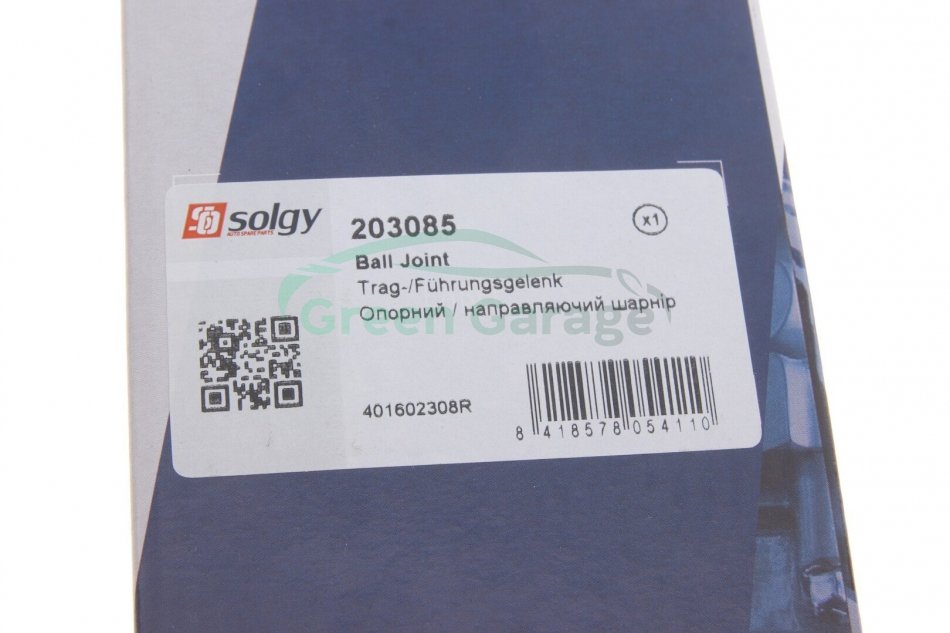 solgy
AUTO SPARE PARTS
203085
x1
Ball Joint
Trag-/Führungsgelenk
Опорний / направляючий шарнір
Green Garage
401602308R
8 418578 054110